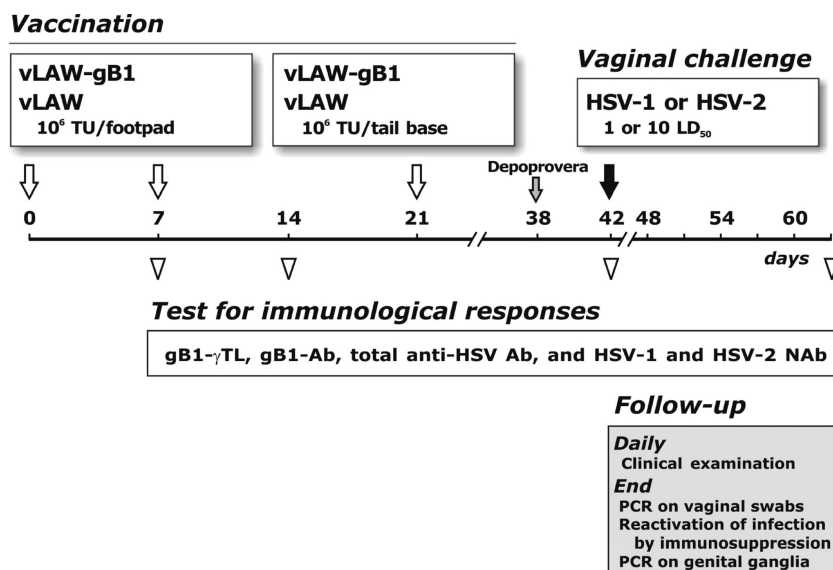 Vaccination
vLAW-gB1
vLAW
10⁶ TU/footpad
vLAW-gB1
vLAW
10⁶ TU/tail base
Vaginal challenge
HSV-1 or HSV-2
1 or 10 LD₅₀
Depoprovera
0 7 14 21 38 42 48 54 60
days
Test for immunological responses
gB1-γTL, gB1-Ab, total anti-HSV Ab, and HSV-1 and HSV-2 NAb
Follow-up
Daily
Clinical examination
End
PCR on vaginal swabs
Reactivation of infection
by immunosuppression
PCR on genital ganglia